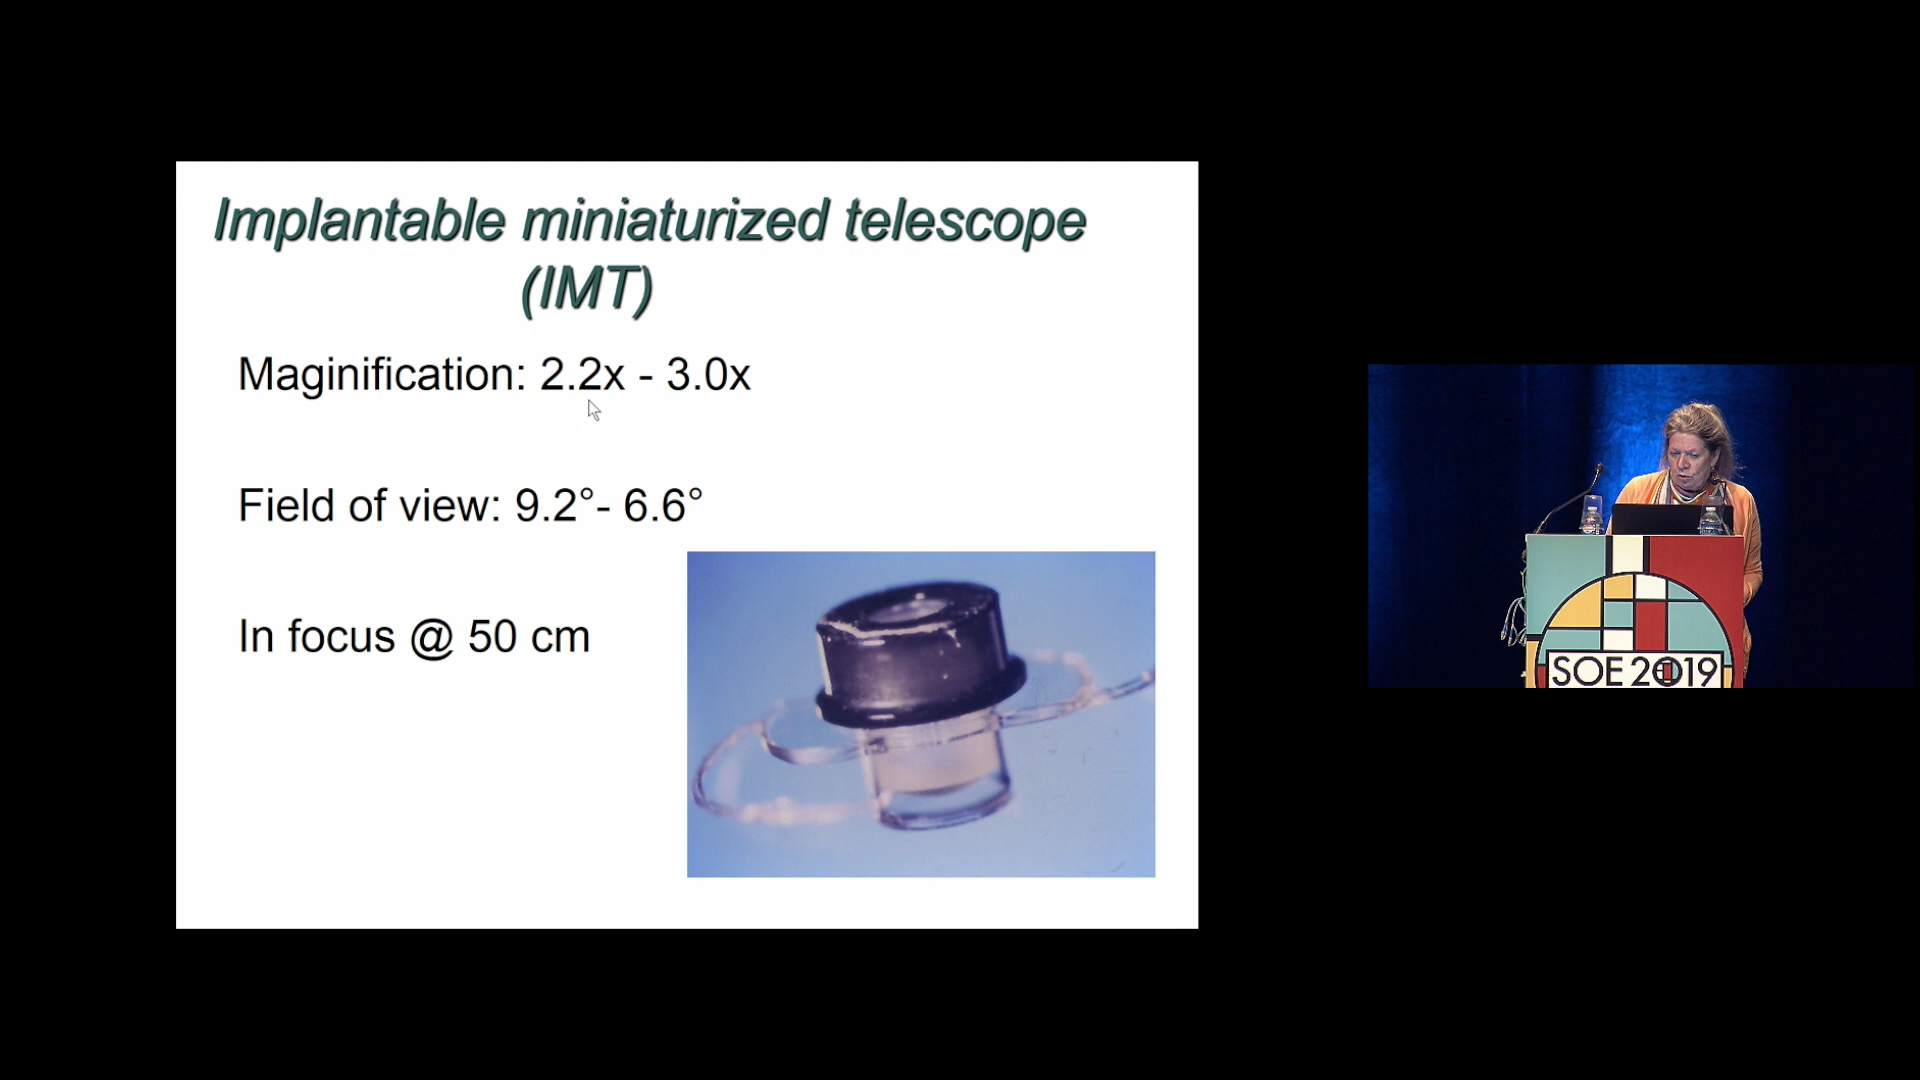 Implantable miniaturized telescope
(IMT)
Maginification: 2.2x - 3.0x
Field of view: 9.2°- 6.6°
In focus @ 50 cm
SOE 2019